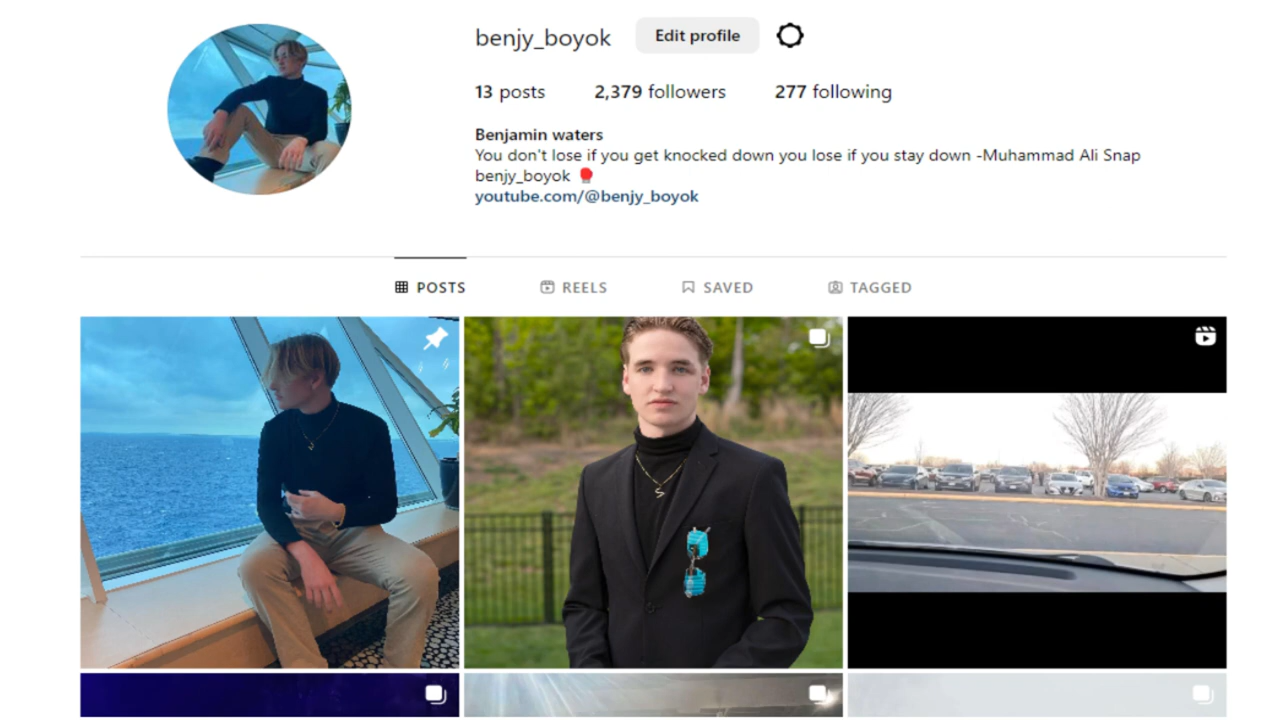 benjy_boyok Edit profile
13 posts 2,379 followers 277 following
Benjamin waters
You don't lose if you get knocked down you lose if you stay down -Muhammad Ali Snap
benjy_boyok
youtube.com/@benjy_boyok
POSTS REELS SAVED TAGGED